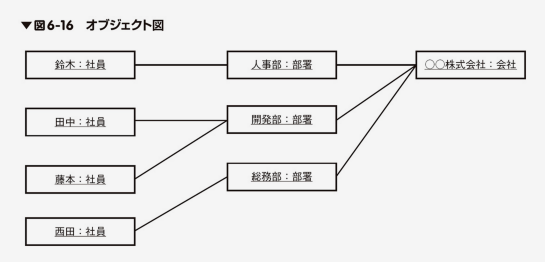 ▼図6-16 オブジェクト図
鈴木：社員
人事部：部署
○○株式会社：会社
田中：社員
開発部：部署
藤本：社員
総務部：部署
西田：社員